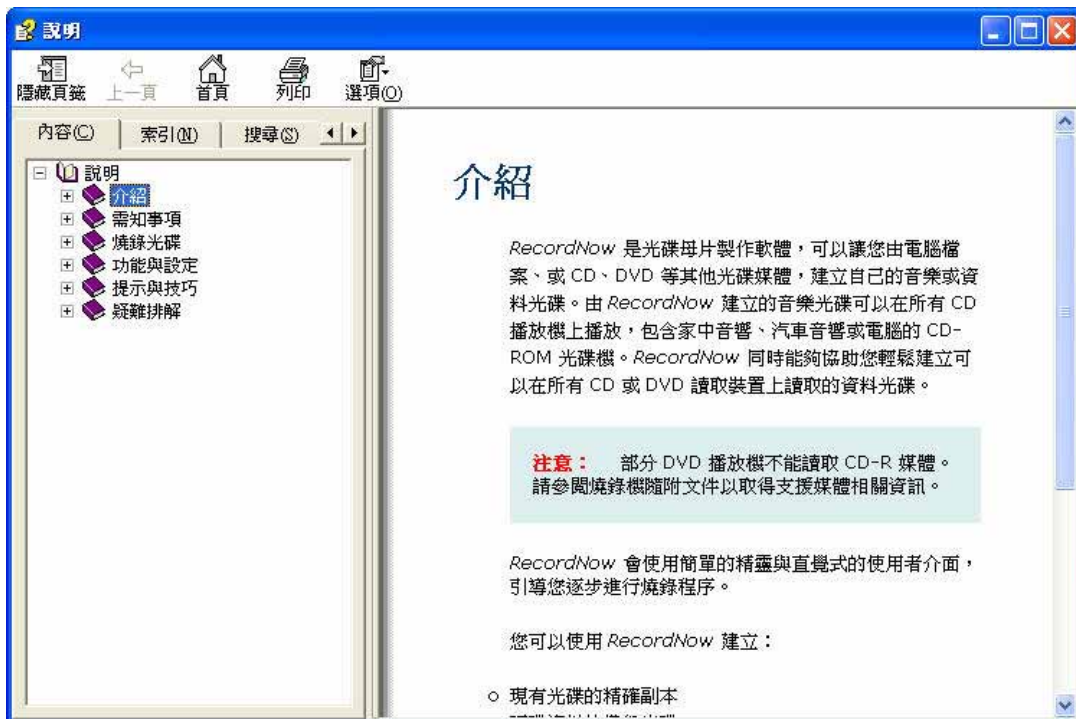 說明
隱藏頁籤 上一頁 首頁 列印 選項(O)
內容(C) 索引(N) 搜尋(S)
說明
介紹
需知事項
燒錄光碟
功能與設定
提示與技巧
疑難排解
介紹
RecordNow 是光碟母片製作軟體，可以讓您由電腦檔
案、或 CD、DVD 等其他光碟媒體，建立自己的音樂或資
料光碟。由 RecordNow 建立的音樂光碟可以在所有 CD
播放機上播放，包含家中音響、汽車音響或電腦的 CD-
ROM 光碟機。RecordNow 同時能夠協助您輕鬆建立可
以在所有 CD 或 DVD 讀取裝置上讀取的資料光碟。
注意： 部分 DVD 播放機不能讀取 CD-R 媒體。
請參閱燒錄機隨附文件以取得支援媒體相關資訊。
RecordNow 會使用簡單的精靈與直覺式的使用者介面，
引導您逐步進行燒錄程序。
您可以使用 RecordNow 建立：
現有光碟的精確副本